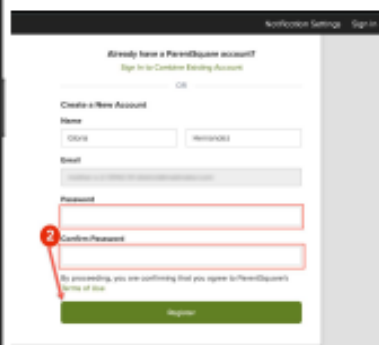 Notification Settings Sign In
Already have a ParentSquare account?
Sign In to Combine Existing Account
OR
Create a New Account
Name
Gloria Hernandez
Email
Password
2
Confirm Password
By proceeding, you are confirming that you agree to ParentSquare's
Terms of Use
Register